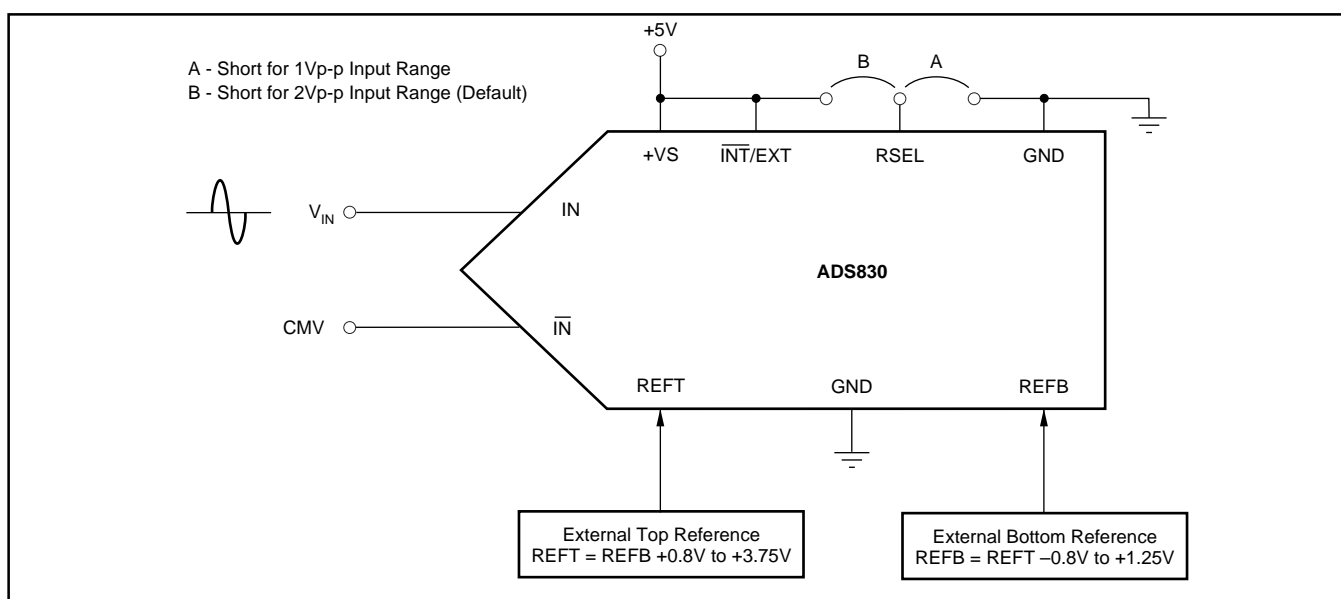 +5V
A - Short for 1Vp-p Input Range
B - Short for 2Vp-p Input Range (Default)
B
A
+VS
INT/EXT
RSEL
GND
VIN
IN
ADS830
CMV
IN
REFT
GND
REFB
External Top Reference
REFT = REFB +0.8V to +3.75V
External Bottom Reference
REFB = REFT –0.8V to +1.25V